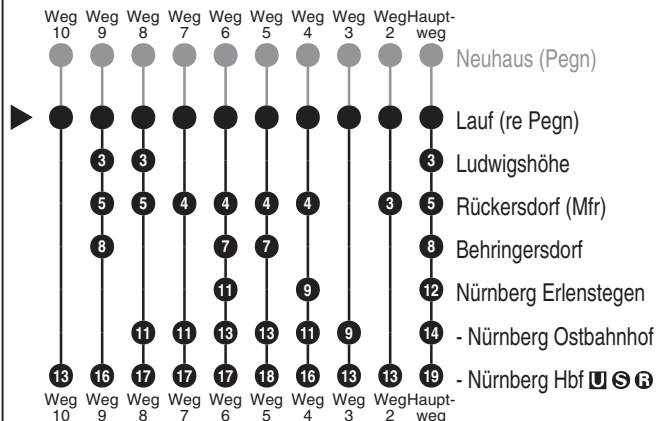 Weg Weg Weg Weg Weg Weg Weg Weg Weg Haupt-
10 9 8 7 6 5 4 3 2 weg
Neuhaus (Pegn)
Lauf (re Pegn)
3 3 3 Ludwigshöhe
5 5 4 4 4 4 3 5 Rückersdorf (Mfr)
8 7 7 8 Behringersdorf
11 9 12 Nürnberg Erlenstegen
11 11 13 13 11 9 14 - Nürnberg Ostbahnhof
13 16 17 17 17 18 16 13 13 19 - Nürnberg Hbf U S R
Weg Weg Weg Weg Weg Weg Weg Weg Weg Haupt-
10 9 8 7 6 5 4 3 2 weg